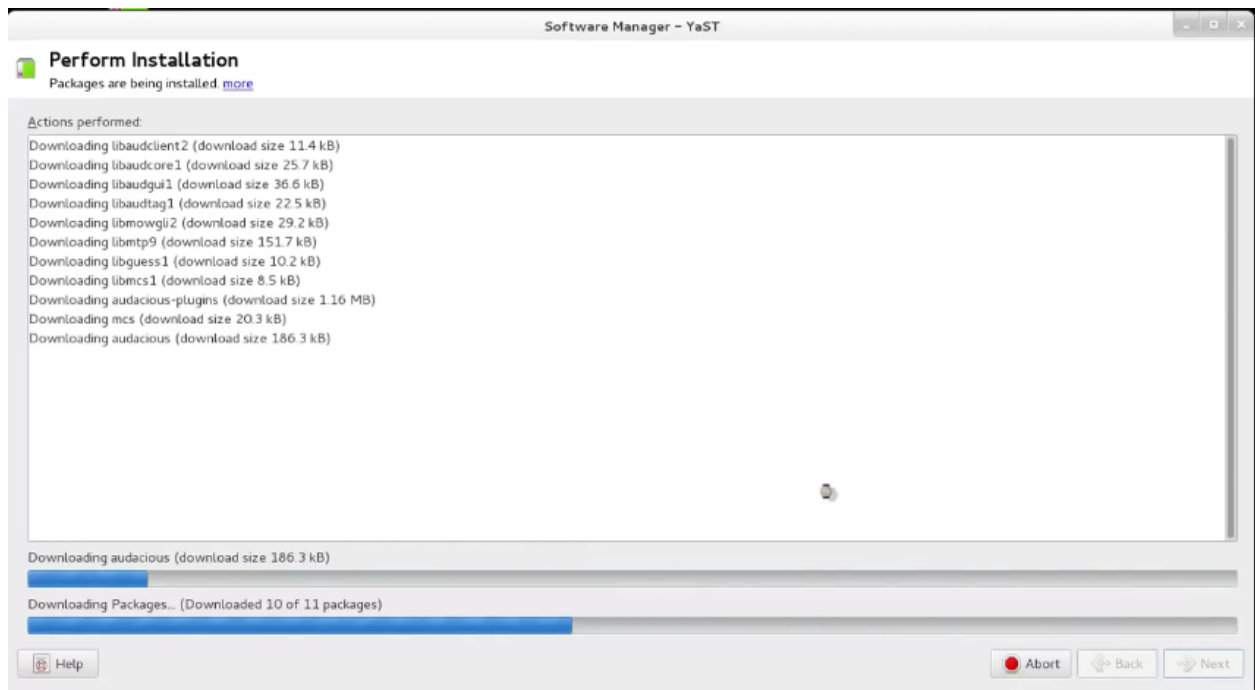 Software Manager - YaST
Perform Installation
Packages are being installed. more
Actions performed:
Downloading libaudclient2 (download size 11.4 kB)
Downloading libaudcore1 (download size 25.7 kB)
Downloading libaudgui1 (download size 36.6 kB)
Downloading libaudtag1 (download size 22.5 kB)
Downloading libmowgli2 (download size 29.2 kB)
Downloading libmtp9 (download size 151.7 kB)
Downloading libguess1 (download size 10.2 kB)
Downloading libmcs1 (download size 8.5 kB)
Downloading audacious-plugins (download size 1.16 MB)
Downloading mcs (download size 20.3 kB)
Downloading audacious (download size 186.3 kB)
Downloading audacious (download size 186.3 kB)
Downloading Packages... (Downloaded 10 of 11 packages)
Help Abort Back Next